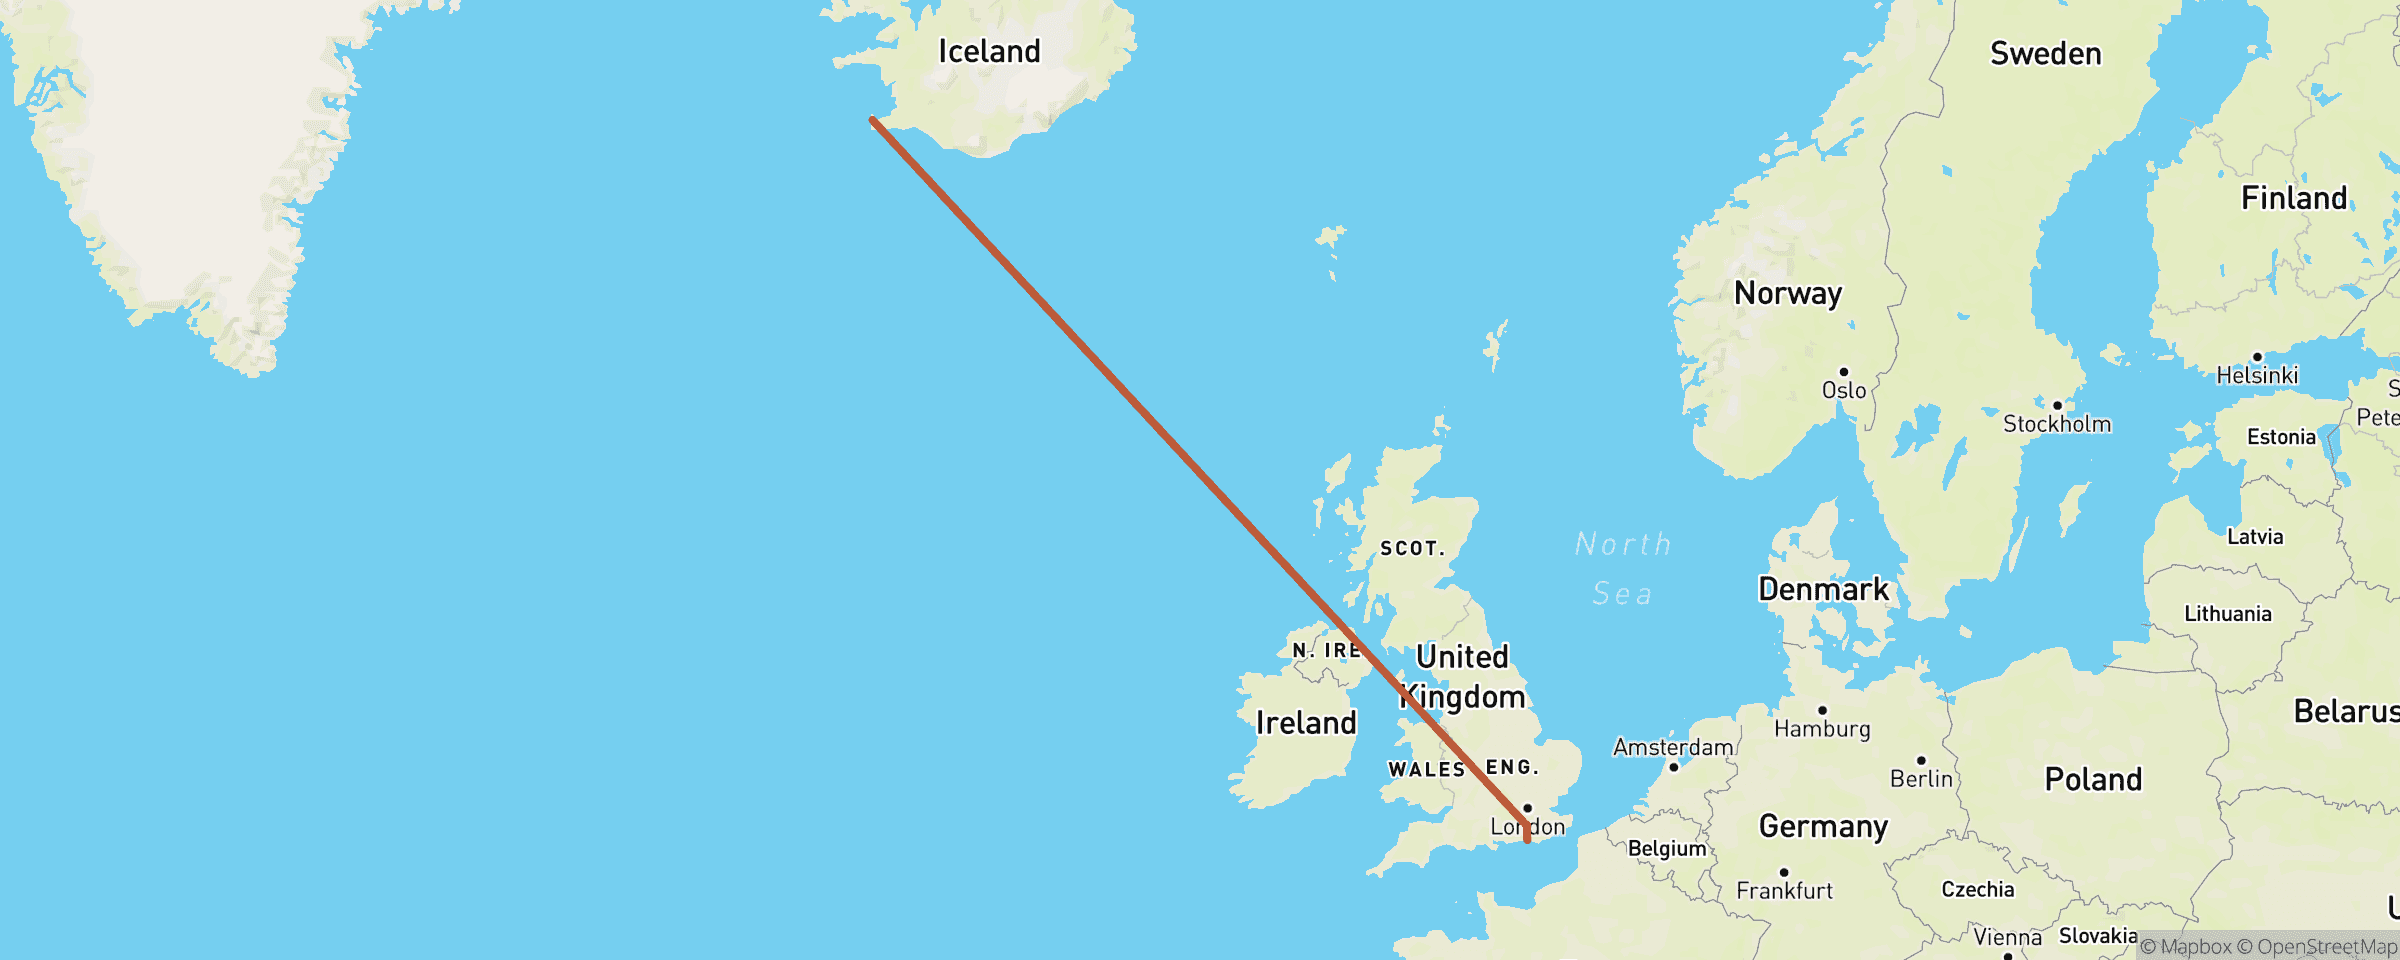 Iceland
Sweden
Finland
Norway
Helsinki
Oslo
Stockholm
S
Pete
Estonia
North
Sea
SCOT.
Latvia
Denmark
Lithuania
N. IRE
United
Kingdom
Ireland
Belarus
Hamburg
Amsterdam
WALES
ENG.
Berlin
Poland
London
Germany
Belgium
Frankfurt
Czechia
U
Vienna
Slovakia
© Mapbox © OpenStreetMap